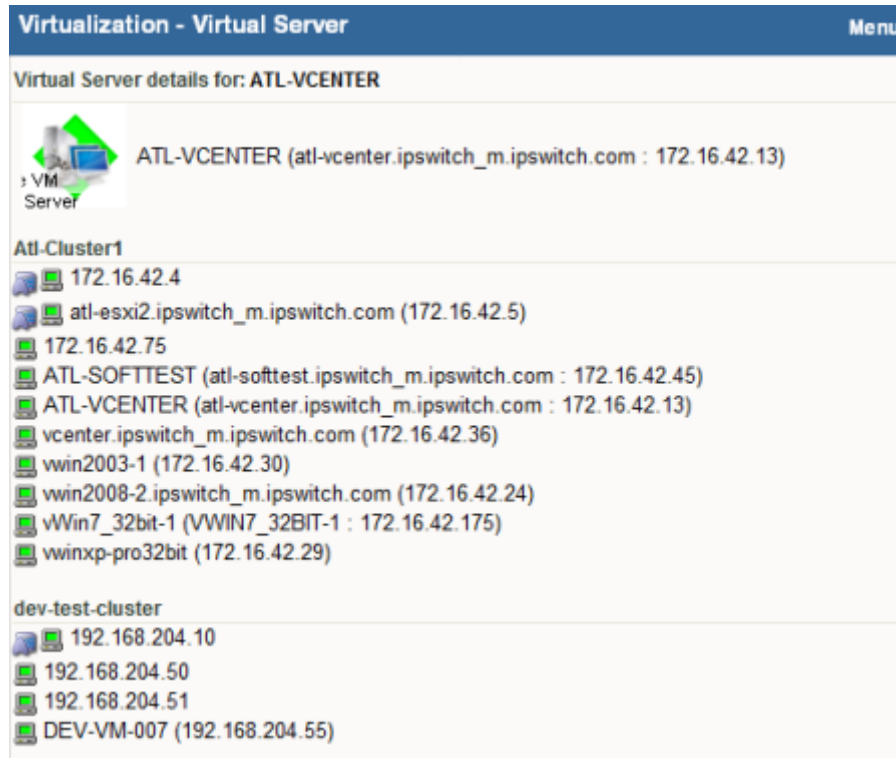 Virtualization - Virtual Server
Menu
Virtual Server details for: ATL-VCENTER
ATL-VCENTER (atl-vcenter.ipswitch_m.ipswitch.com : 172.16.42.13)
VM
Server
Atl-Cluster1
172.16.42.4
atl-esxi2.ipswitch_m.ipswitch.com (172.16.42.5)
172.16.42.75
ATL-SOFTTEST (atl-softtest.ipswitch_m.ipswitch.com : 172.16.42.45)
ATL-VCENTER (atl-vcenter.ipswitch_m.ipswitch.com : 172.16.42.13)
vcenter.ipswitch_m.ipswitch.com (172.16.42.36)
vwin2003-1 (172.16.42.30)
vwin2008-2.ipswitch_m.ipswitch.com (172.16.42.24)
vWin7_32bit-1 (VWIN7_32BIT-1 : 172.16.42.175)
vwinxp-pro32bit (172.16.42.29)
dev-test-cluster
192.168.204.10
192.168.204.50
192.168.204.51
DEV-VM-007 (192.168.204.55)